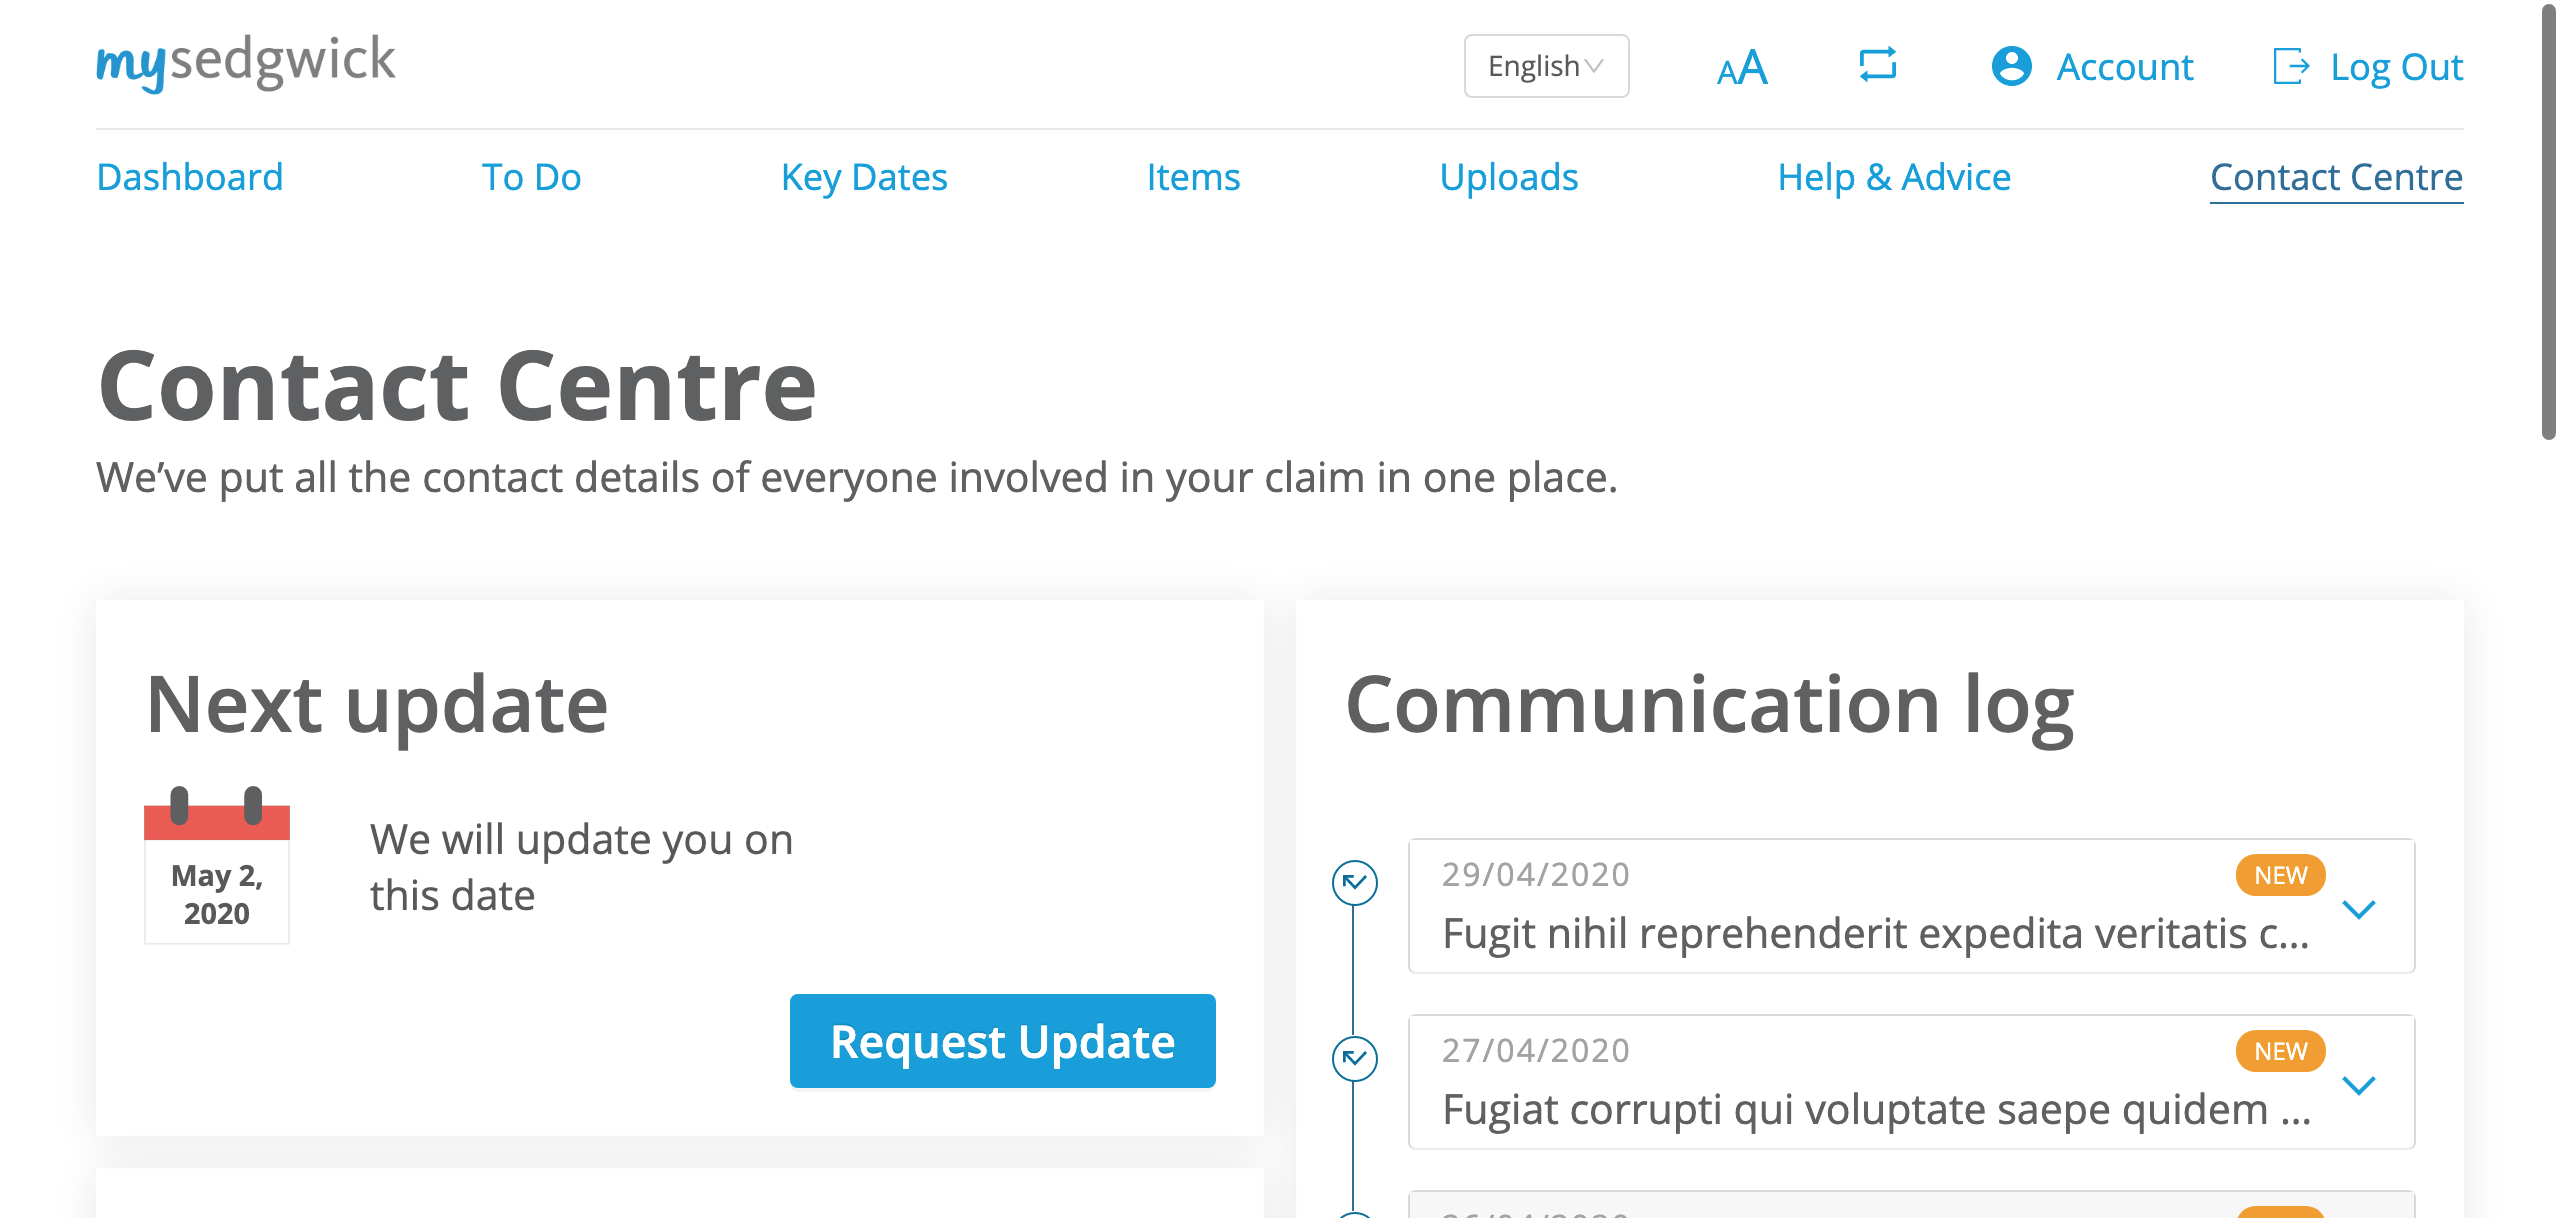 mysedgwick
English
AA
Account
Log Out
Dashboard
To Do
Key Dates
Items
Uploads
Help & Advice
Contact Centre
Contact Centre
We’ve put all the contact details of everyone involved in your claim in one place.
Next update
May 2,
2020
We will update you on
this date
Request Update
Communication log
29/04/2020
NEW
Fugit nihil reprehenderit expedita veritatis c...
27/04/2020
NEW
Fugiat corrupti qui voluptate saepe quidem ...